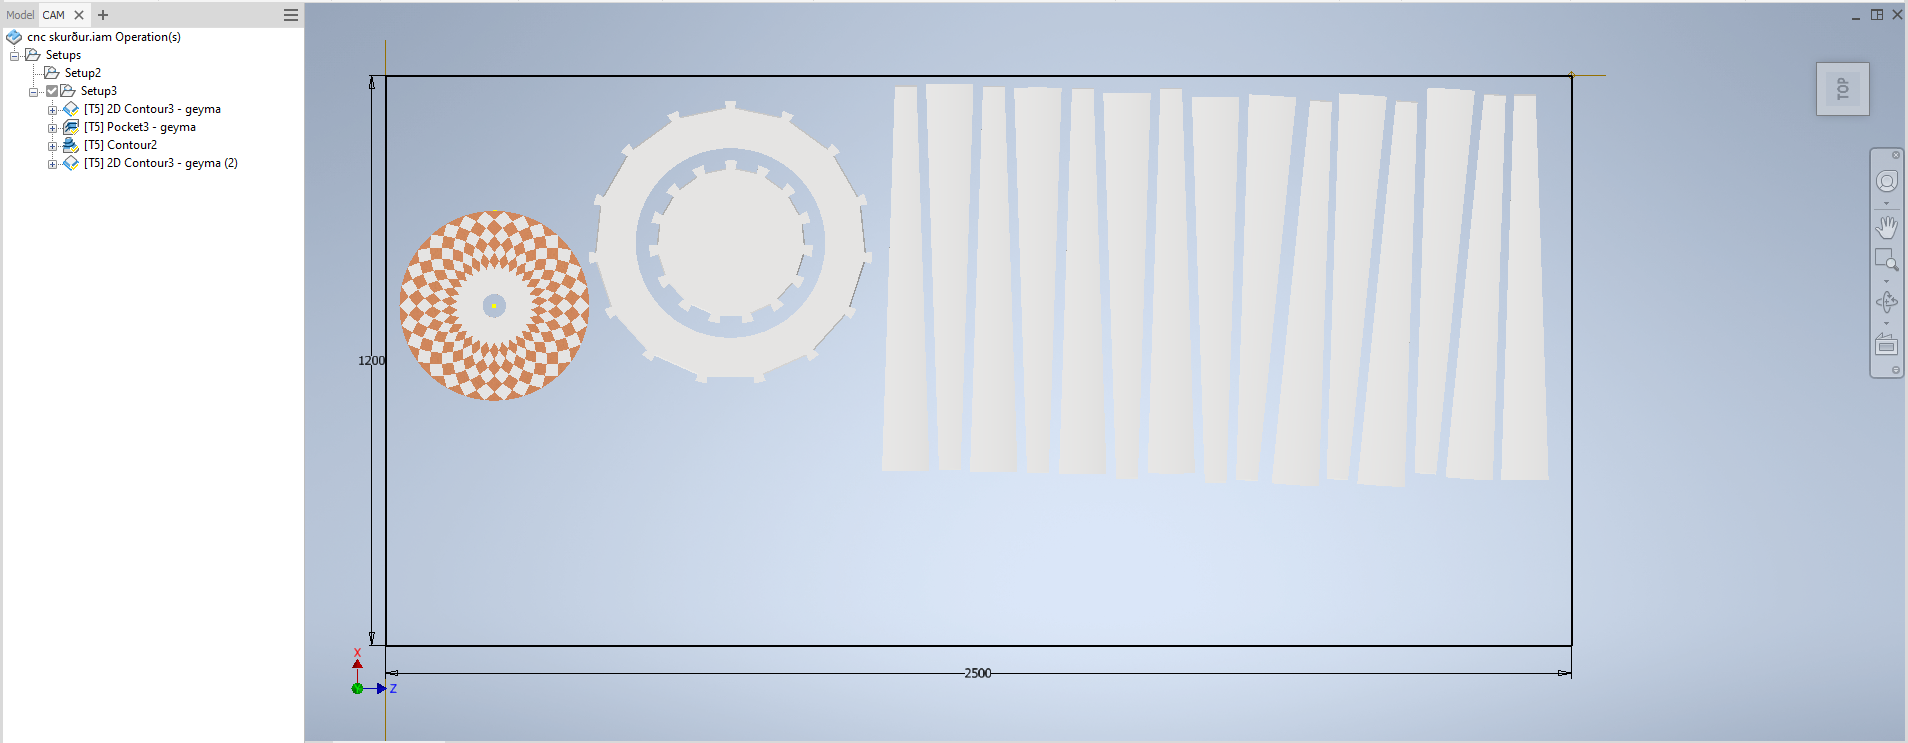 Model CAM
cnc skurður.iam Operation(s)
Setups
Setup2
Setup3
[T5] 2D Contour3 - geyma
[T5] Pocket3 - geyma
[T5] Contour2
[T5] 2D Contour3 - geyma (2)
TOP
1200
2500
X
Z